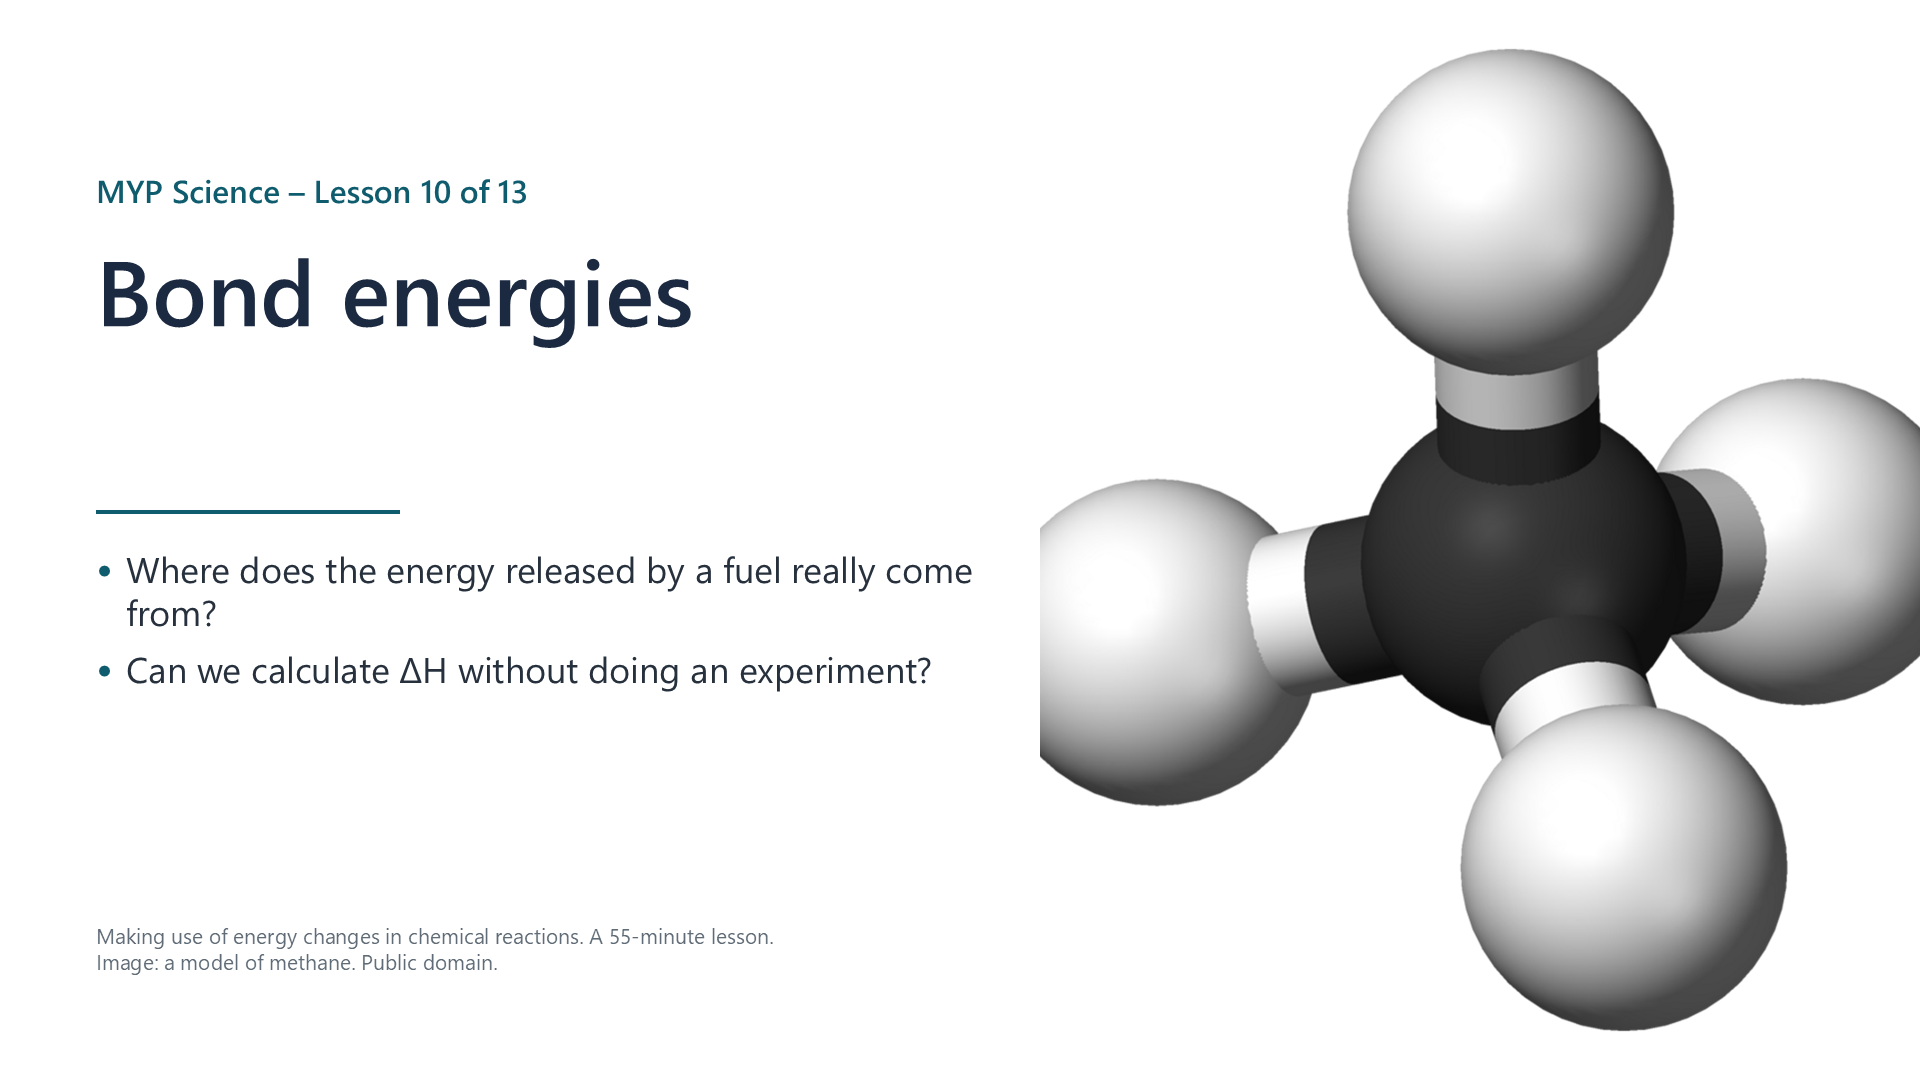 MYP Science – Lesson 10 of 13
Bond energies
• Where does the energy released by a fuel really come
from?
• Can we calculate ΔH without doing an experiment?
Making use of energy changes in chemical reactions. A 55-minute lesson.
Image: a model of methane. Public domain.